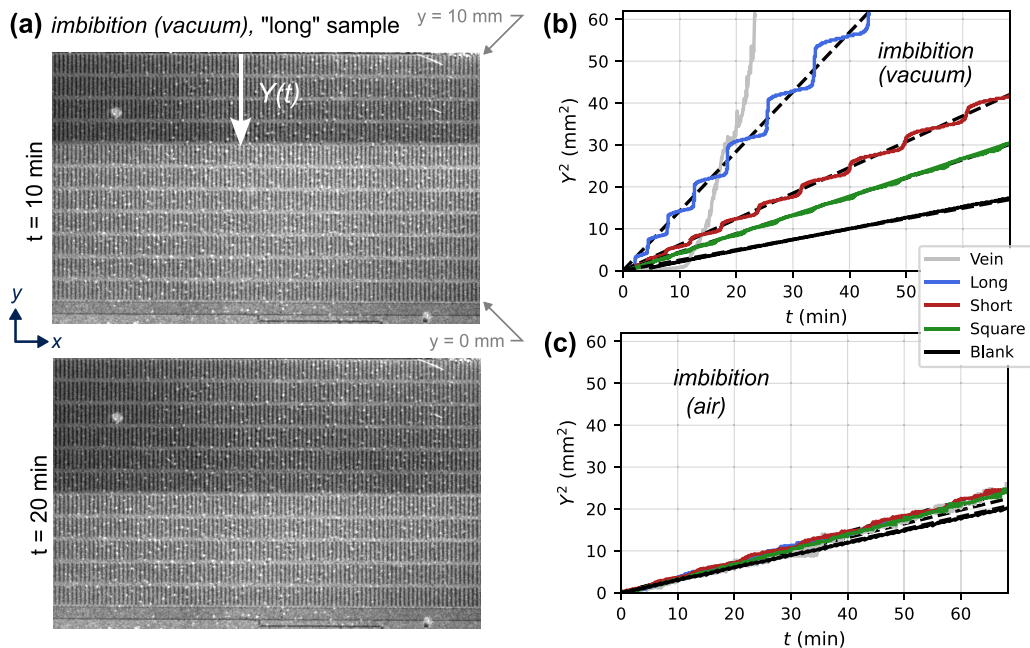 (a) imbibition (vacuum), "long" sample
y = 10 mm
Y(t)
t = 10 min
y
x
y = 0 mm
t = 20 min
(b)
imbibition
(vacuum)
Y² (mm²)
60
50
40
30
20
10
0
0 10 20 30 40 50
t (min)
Vein
Long
Short
Square
Blank
(c)
imbibition
(air)
Y² (mm²)
60
50
40
30
20
10
0
0 10 20 30 40 50 60
t (min)